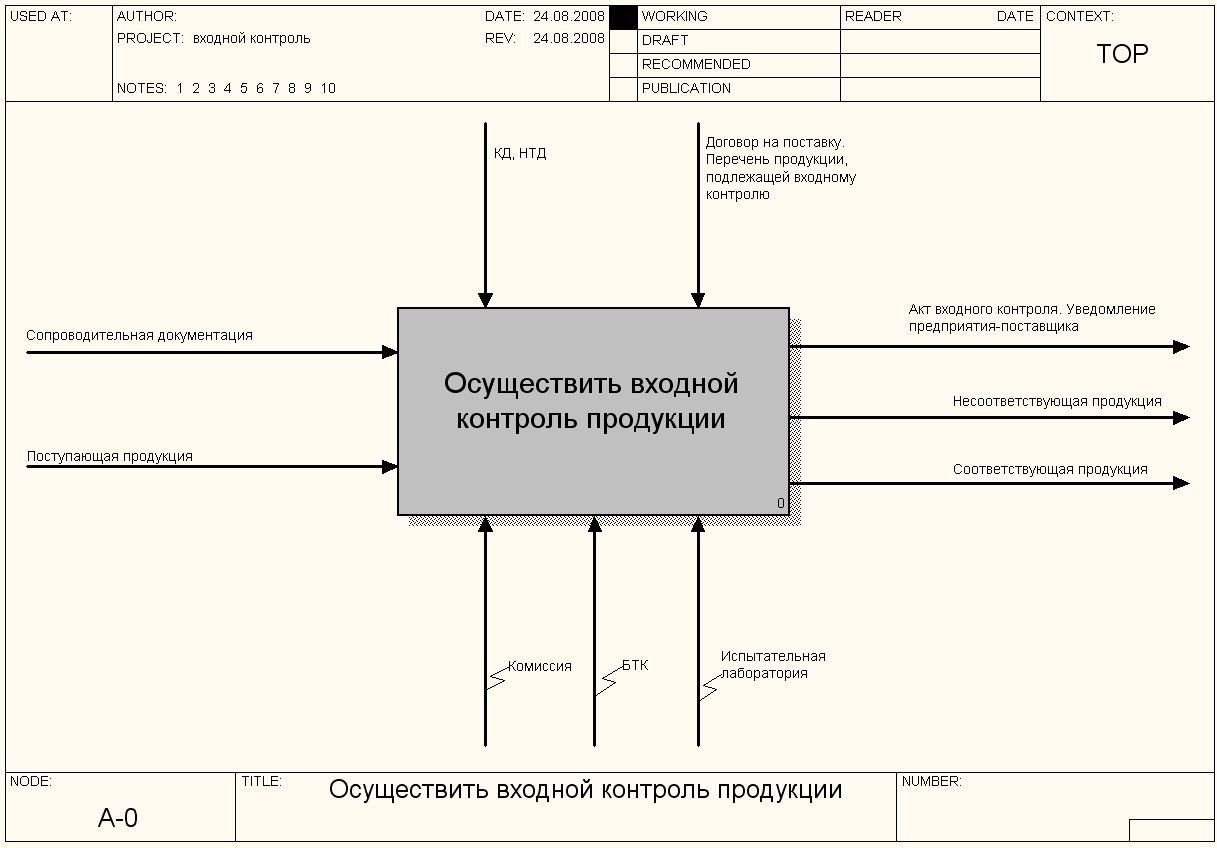 USED AT:
AUTHOR:
DATE: 24.08.2008
PROJECT: входной контроль
REV: 24.08.2008
NOTES: 1 2 3 4 5 6 7 8 9 10
WORKING
DRAFT
RECOMMENDED
PUBLICATION
READER
DATE
CONTEXT:
TOP
КД, НТД
Договор на поставку.
Перечень продукции,
подлежащей входному
контролю
Сопроводительная документация
Поступающая продукция
Осуществить входной
контроль продукции
0
Акт входного контроля. Уведомление
предприятия-поставщика
Несоответствующая продукция
Соответствующая продукция
Комиссия
БТК
Испытательная
лаборатория
NODE:
A-0
TITLE:
Осуществить входной контроль продукции
NUMBER: